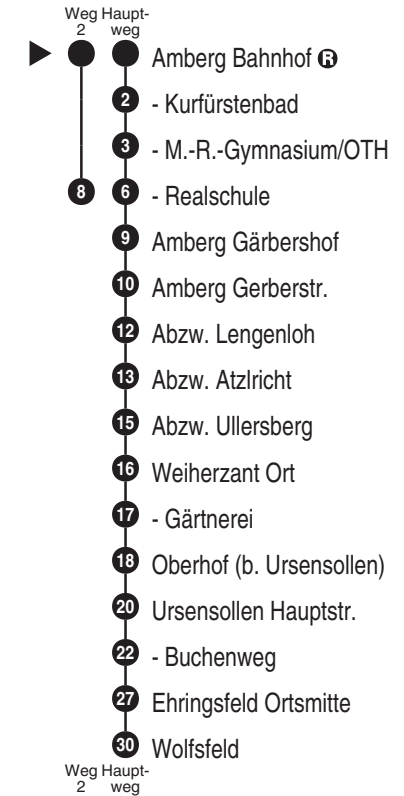 Weg Haupt-
2 weg
Amberg Bahnhof R
2 - Kurfürstenbad
3 - M.-R.-Gymnasium/OTH
8 6 - Realschule
9 Amberg Gärbershof
10 Amberg Gerberstr.
12 Abzw. Lengenloh
13 Abzw. Atzlricht
15 Abzw. Ullersberg
16 Weiherzant Ort
17 - Gärtnerei
18 Oberhof (b. Ursensollen)
20 Ursensollen Hauptstr.
22 - Buchenweg
27 Ehringsfeld Ortsmitte
30 Wolfsfeld
Weg Haupt-
2 weg